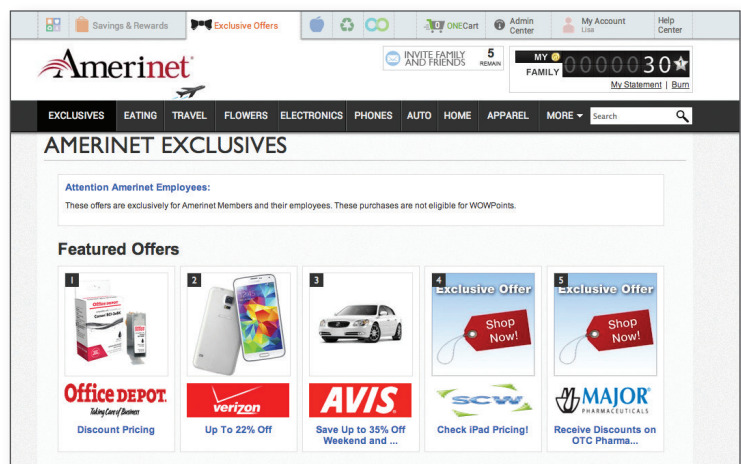 Savings & Rewards
Exclusive Offers
0 ONECart
Admin Center
My Account
Lisa
Help Center
Amerinet
INVITE FAMILY AND FRIENDS
5 REMAIN
MY FAMILY
00000030
My Statement | Burn
EXCLUSIVES EATING TRAVEL FLOWERS ELECTRONICS PHONES AUTO HOME APPAREL MORE Search
AMERINET EXCLUSIVES
Attention Amerinet Employees:
These offers are exclusively for Amerinet Members and their employees. These purchases are not eligible for WOWPoints.
Featured Offers
1
Office DEPOT
Office DEPOT.
Taking Care of Business
Discount Pricing
2
verizon
Up To 22% Off
3
AVIS
Save Up to 35% Off
Weekend and ...
4
Exclusive Offer
Shop
Now!
SCW
Check iPad Pricing!
5
Exclusive Offer
Shop
Now!
MAJOR®
PHARMACEUTICALS
Receive Discounts on
OTC Pharma...